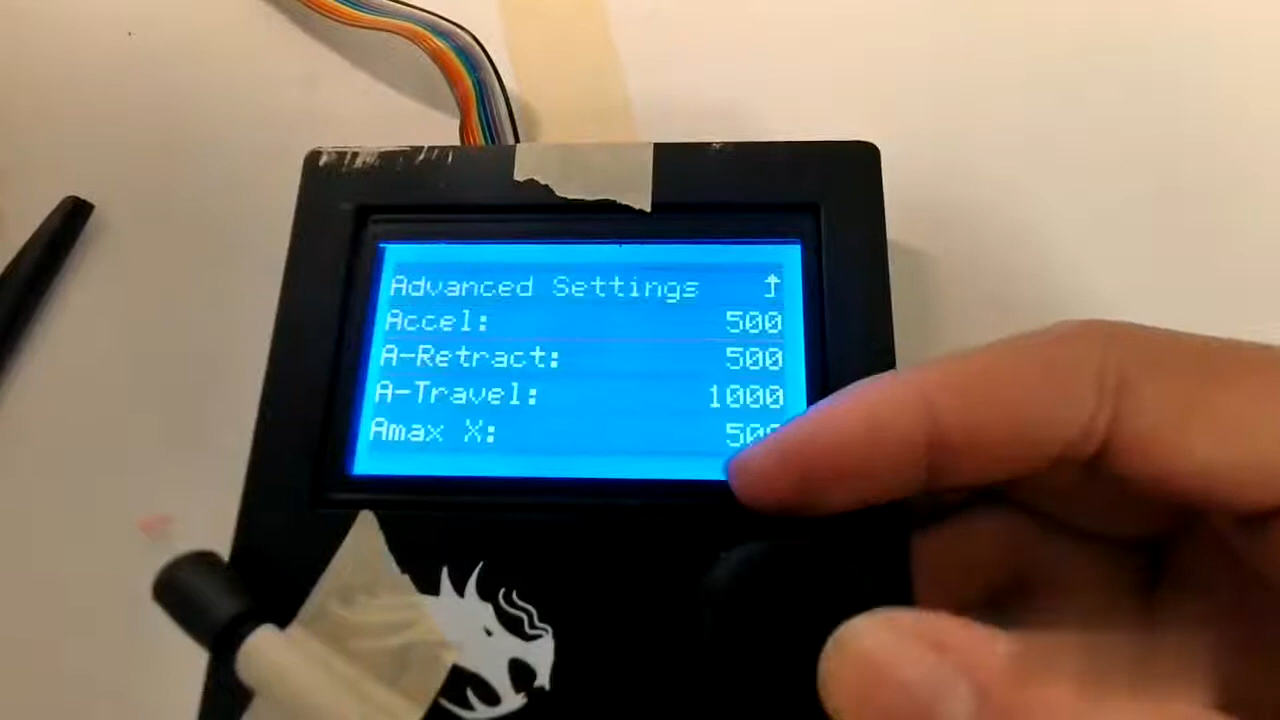 Advanced Settings
Accel: 500
A-Retract: 500
A-Travel: 1000
Amax X: